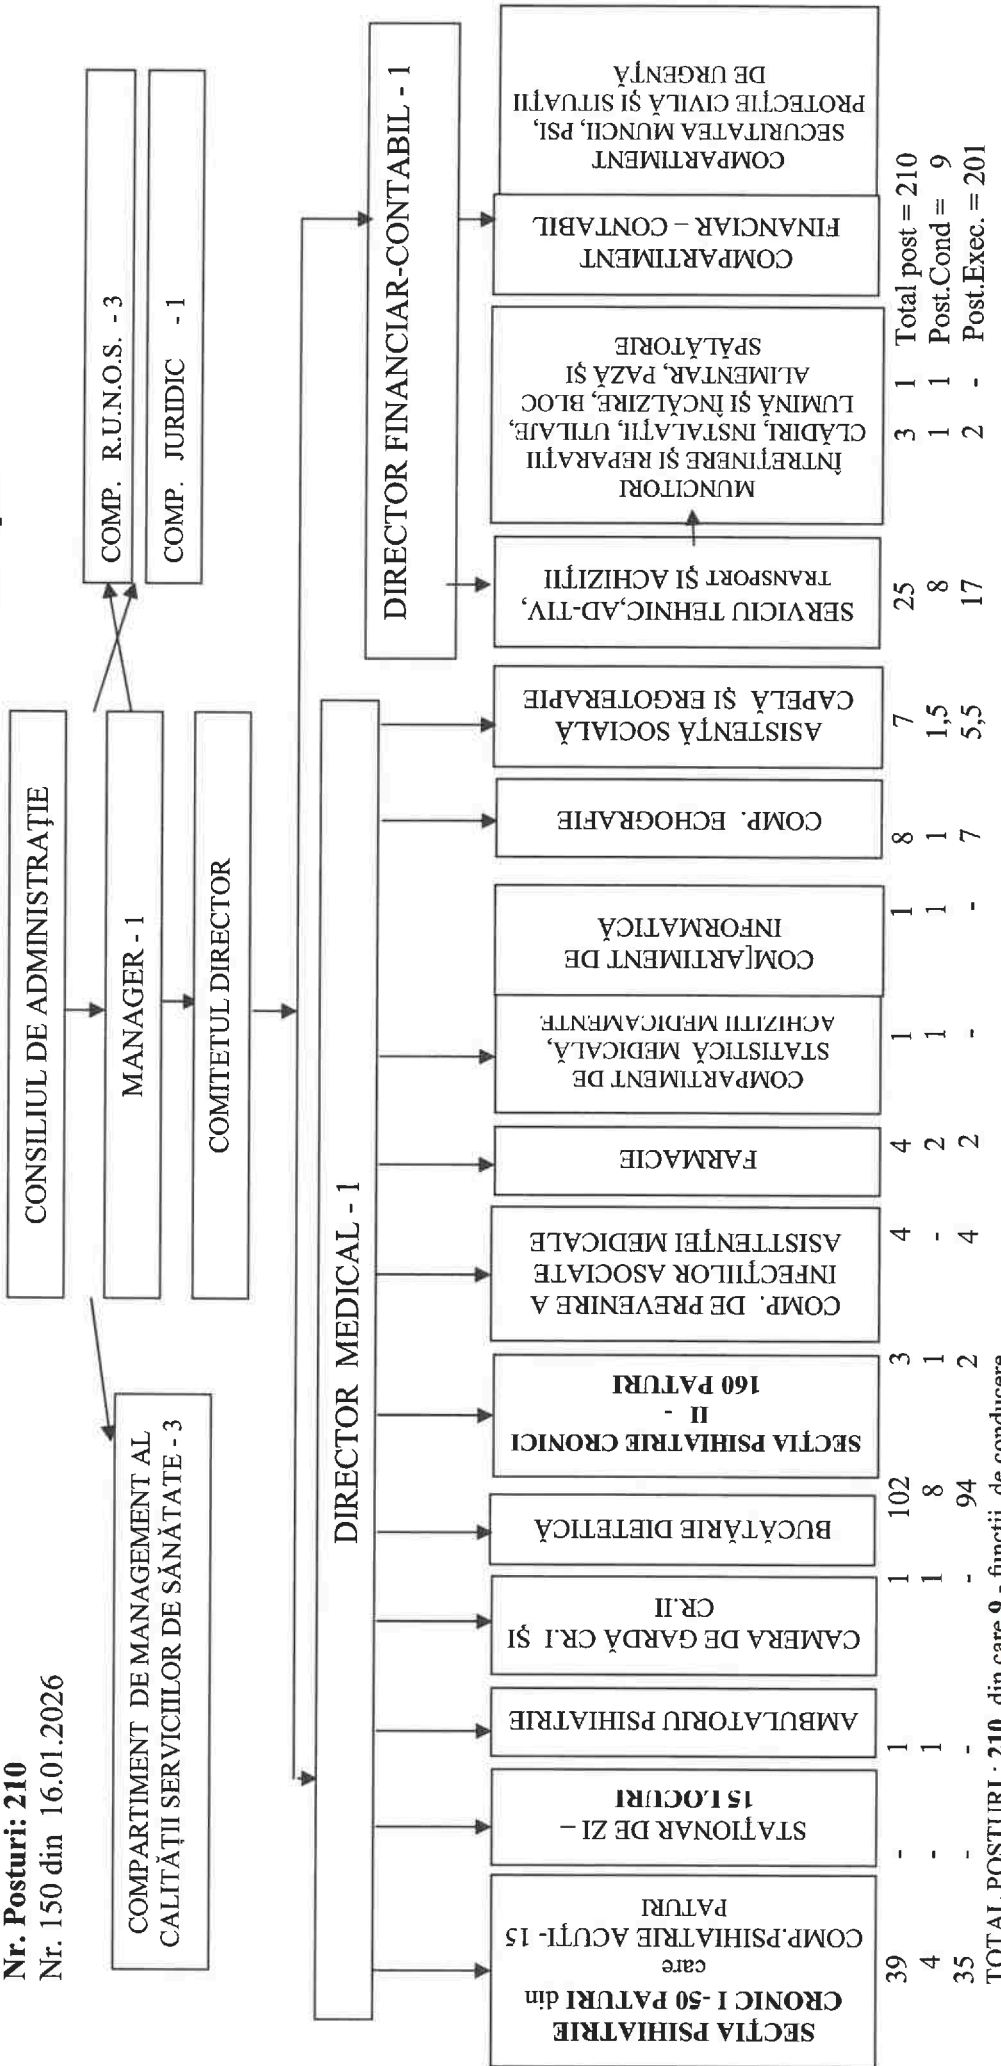 Nr. Posturi: 210
Nr. 150 din 16.01.2026
CONSILIUL DE ADMINISTRAȚIE
MANAGER - 1
COMITETUL DIRECTOR
COMPARTIMENT DE MANAGEMENT AL
CALITĂȚII SERVICIILOR DE SĂNĂTATE - 3
COMP. R.U.N.O.S. - 3
COMP. JURIDIC - 1
DIRECTOR MEDICAL - 1
DIRECTOR FINANCIAR-CONTABIL - 1
SECȚIA PSIHIATRIE
CRONIC I -50 PATURI din
care
COMP.PSIHIATRIE ACUȚI- 15
PATURI
STAȚIONAR DE ZI –
15 LOCURI
AMBULATORIU PSIHIATRIE
CAMERA DE GARDĂ CR.I ȘI
CR.II
BUCĂTĂRIE DIETETICĂ
SECȚIA PSIHIATRIE CRONICI
II -
160 PATURI
COMP. DE PREVENIRE A
INFECȚIILOR ASOCIATE
ASISTTENȚEI MEDICALE
FARMACIE
COMPARTIMENT DE
STATISTICĂ MEDICALĂ,
ACHIZITII MEDICAMENTE
COM[ARTIMENT DE
INFORMATICĂ
COMP. ECHOGRAFIE
ASISTENȚĂ SOCIALĂ
CAPELĂ ȘI ERGOTERAPIE
SERVICIU TEHNIC,AD-TIV,
TRANSPORT ȘI ACHIZIȚII
MUNCITORI
ÎNTREȚINERE ȘI REPARAȚII
CLĂDIRI, INSTALAȚII, UTILAJE,
LUMINĂ ȘI ÎNCĂLZIRE, BLOC
ALIMENTAR, PAZĂ ȘI
SPĂLĂTORIE
COMPARTIMENT
FINANCIAR – CONTABIL
COMPARTIMENT
SECURITATEA MUNCII, PSI,
PROTECȚIE CIVILĂ ȘI SITUAȚII
DE URGENȚĂ
39 - 1 1 102 3 4 4 1 1 8 7 25 3 1 Total post = 210
4 - 1 1 8 1 - 2 1 1 1 1,5 8 1 1 Post.Cond = 9
35 - - - 94 2 4 2 - - 7 5,5 17 2 - Post.Exec. = 201
TOTAL POSTURI : 210 din care 9 - funcții de conducere